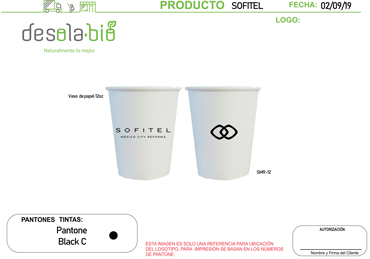 PRODUCTO SOFITEL
FECHA: 02/09/19
LOGO:
desola·bio
Naturalmente lo mejor
Vaso de papel 12oz
SOFITEL
MEXICO CITY REFORMA
SMR-12
PANTONES TINTAS:
Pantone
Black C
ESTA IMAGEN ES SOLO UNA REFERENCIA PARA UBICACIÓN
DEL LOGOTIPO, PARA IMPRESIÓN SE BASAN EN LOS NÚMEROS
DE PANTONE.
AUTORIZACIÓN
Nombre y Firma del Cliente